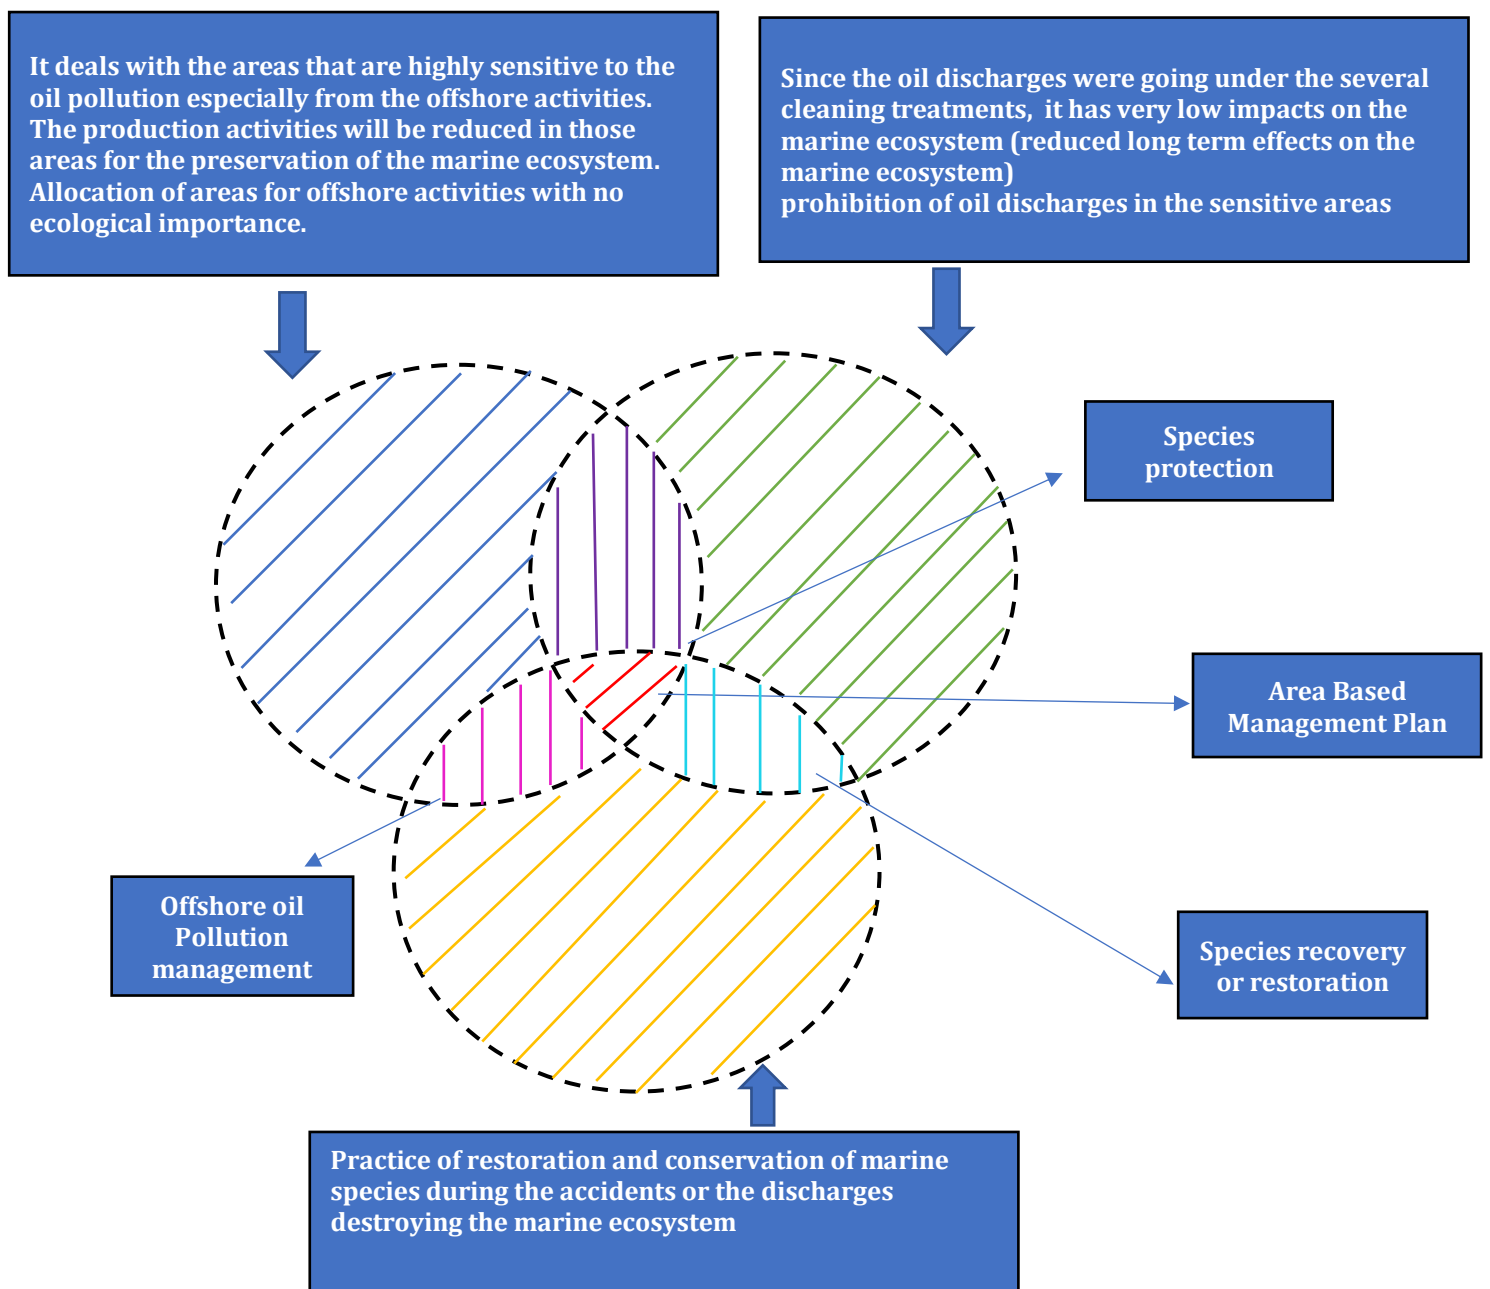 It deals with the areas that are highly sensitive to the
oil pollution especially from the offshore activities.
The production activities will be reduced in those
areas for the preservation of the marine ecosystem.
Allocation of areas for offshore activities with no
ecological importance.
Since the oil discharges were going under the several
cleaning treatments,  it has very low impacts on the
marine ecosystem (reduced long term effects on the
marine ecosystem)
prohibition of oil discharges in the sensitive areas
Species
protection
Area Based
Management Plan
Offshore oil
Pollution
management
Species recovery
or restoration
Practice of restoration and conservation of marine
species during the accidents or the discharges
destroying the marine ecosystem